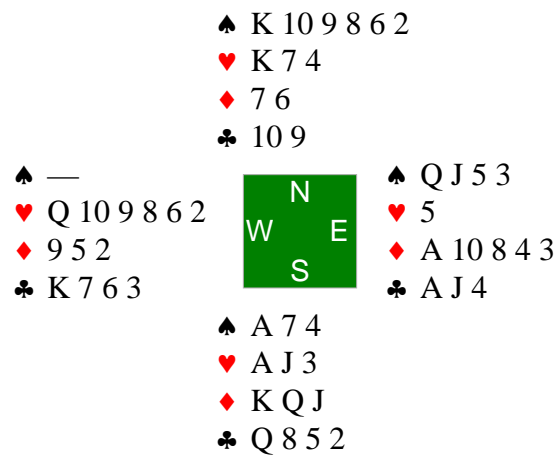 ♠ K 10 9 8 6 2
♥ K 7 4
♦ 7 6
♣ 10 9
♠ —
♥ Q 10 9 8 6 2
♦ 9 5 2
♣ K 7 6 3
N
W E
S
♠ Q J 5 3
♥ 5
♦ A 10 8 4 3
♣ A J 4
♠ A 7 4
♥ A J 3
♦ K Q J
♣ Q 8 5 2